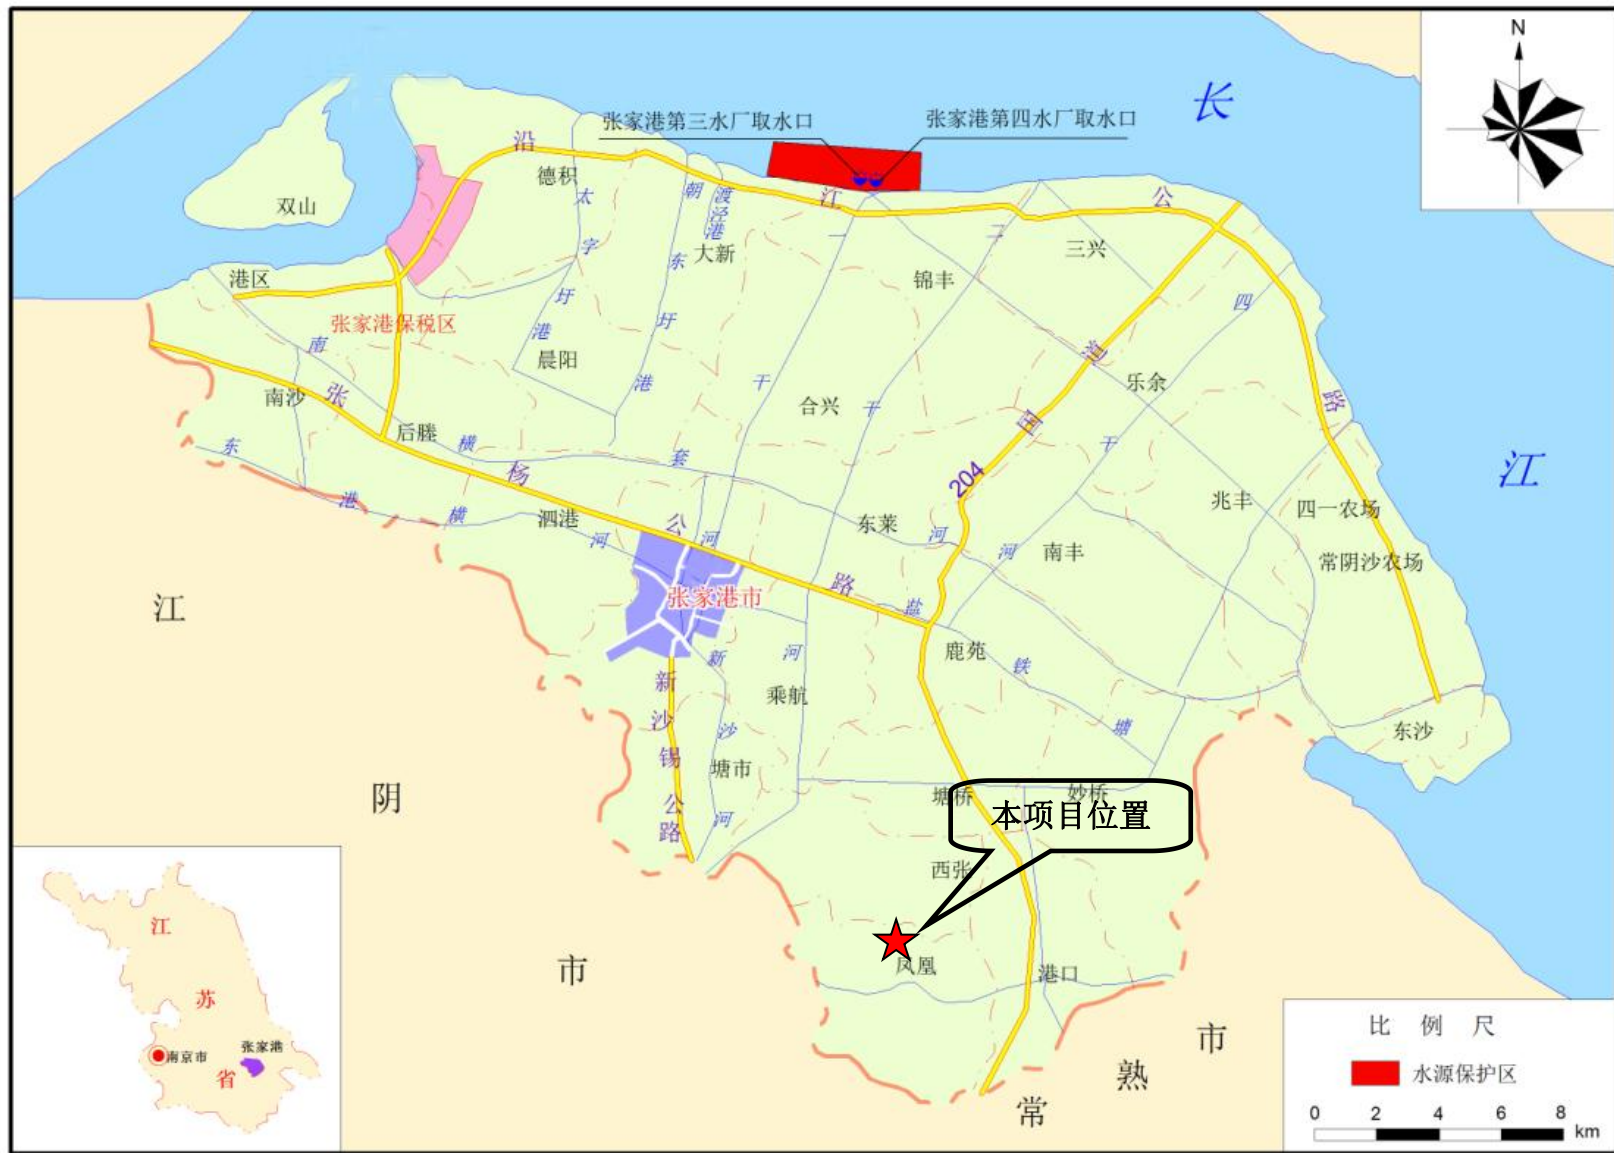 N
长
江
张家港第三水厂取水口
张家港第四水厂取水口
沿
江
公
路
双山
德积
太
字
圩
港
朝
东
圩
港
渡
泾
港
大新
一
干
河
二
干
河
三兴
锦丰
四
干
河
港区
张家港保税区
南
横
套
河
晨阳
204
国
道
乐余
南沙
张
杨
公
路
后塍
合兴
东
港
横
河
泗港
东莱
南丰
兆丰
四一农场
常阴沙农场
张家港市
盐
铁
塘
鹿苑
新
沙
河
乘航
新
沙
锡
公
路
塘市
东沙
塘桥
妙桥
本项目位置
西张
凤凰
港口
江
阴
市
常
熟
市
江
苏
省
南京市
张家港
比 例 尺
水源保护区
0 2 4 6 8
km